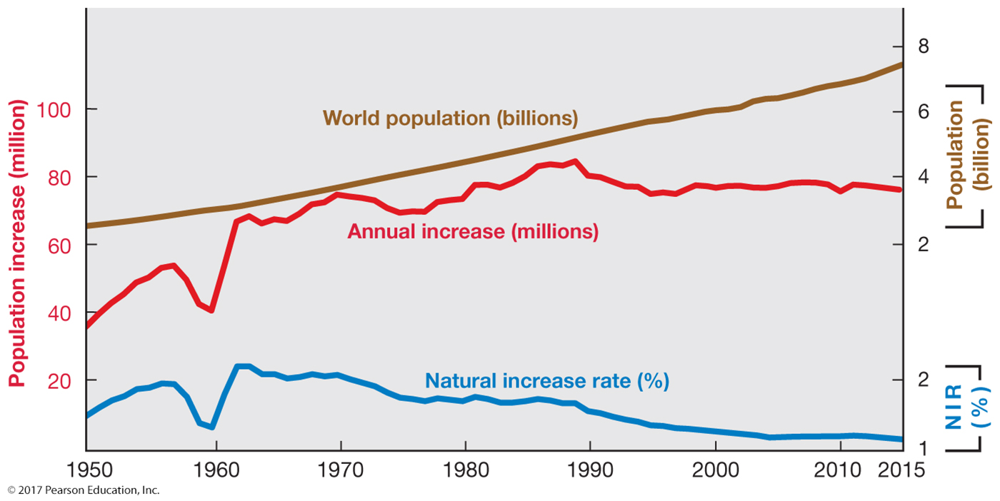 8
World population (billions)
100
6
Population increase (million)
Population
(billion)
80
4
Annual increase (millions)
60
2
40
Natural increase rate (%)
20
2
NIR
(%)
1
1950 1960 1970 1980 1990 2000 2010 2015
© 2017 Pearson Education, Inc.